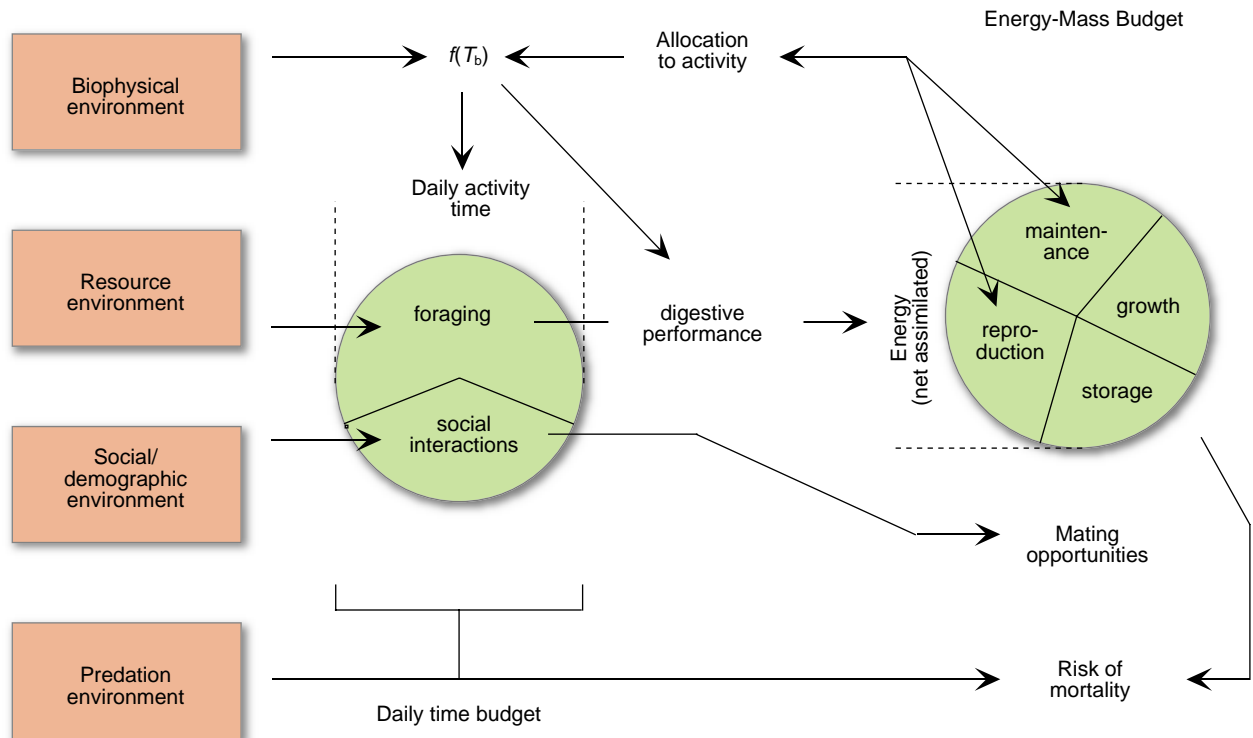 Energy-Mass Budget
Biophysical
environment
f(Tb)
Allocation
to activity
Daily activity
time
Resource
environment
foraging
digestive
performance
Energy
(net assimilated)
mainten-
ance
growth
repro-
duction
storage
Social/
demographic
environment
social
interactions
Mating
opportunities
Predation
environment
Risk of
mortality
Daily time budget